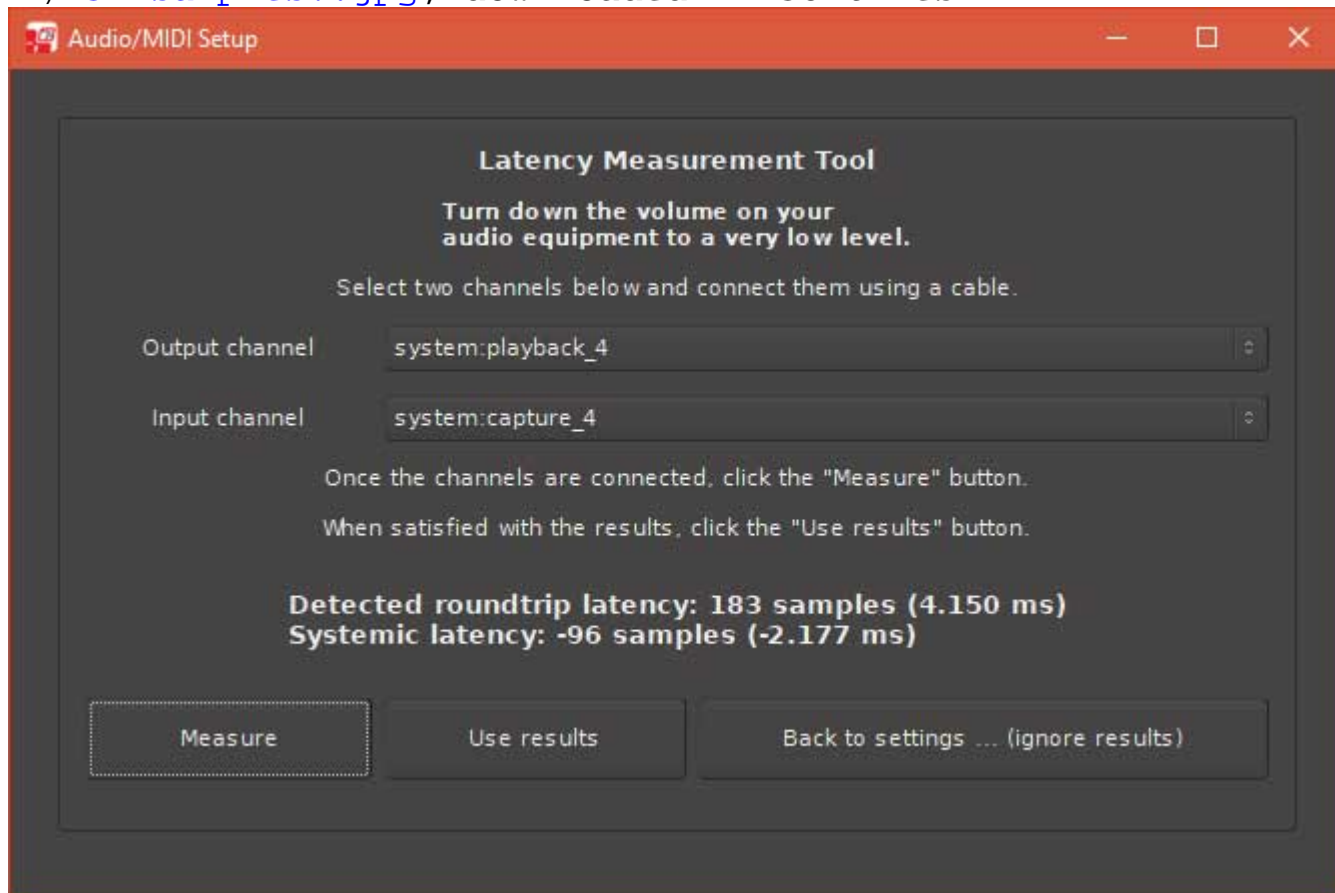 Audio/MIDI Setup
Latency Measurement Tool
Turn down the volume on your
audio equipment to a very low level.
Select two channels below and connect them using a cable.
Output channel system:playback_4
Input channel system:capture_4
Once the channels are connected, click the "Measure" button.
When satisfied with the results, click the "Use results" button.
Detected roundtrip latency: 183 samples (4.150 ms)
Systemic latency: -96 samples (-2.177 ms)
Measure Use results Back to settings ... (ignore results)